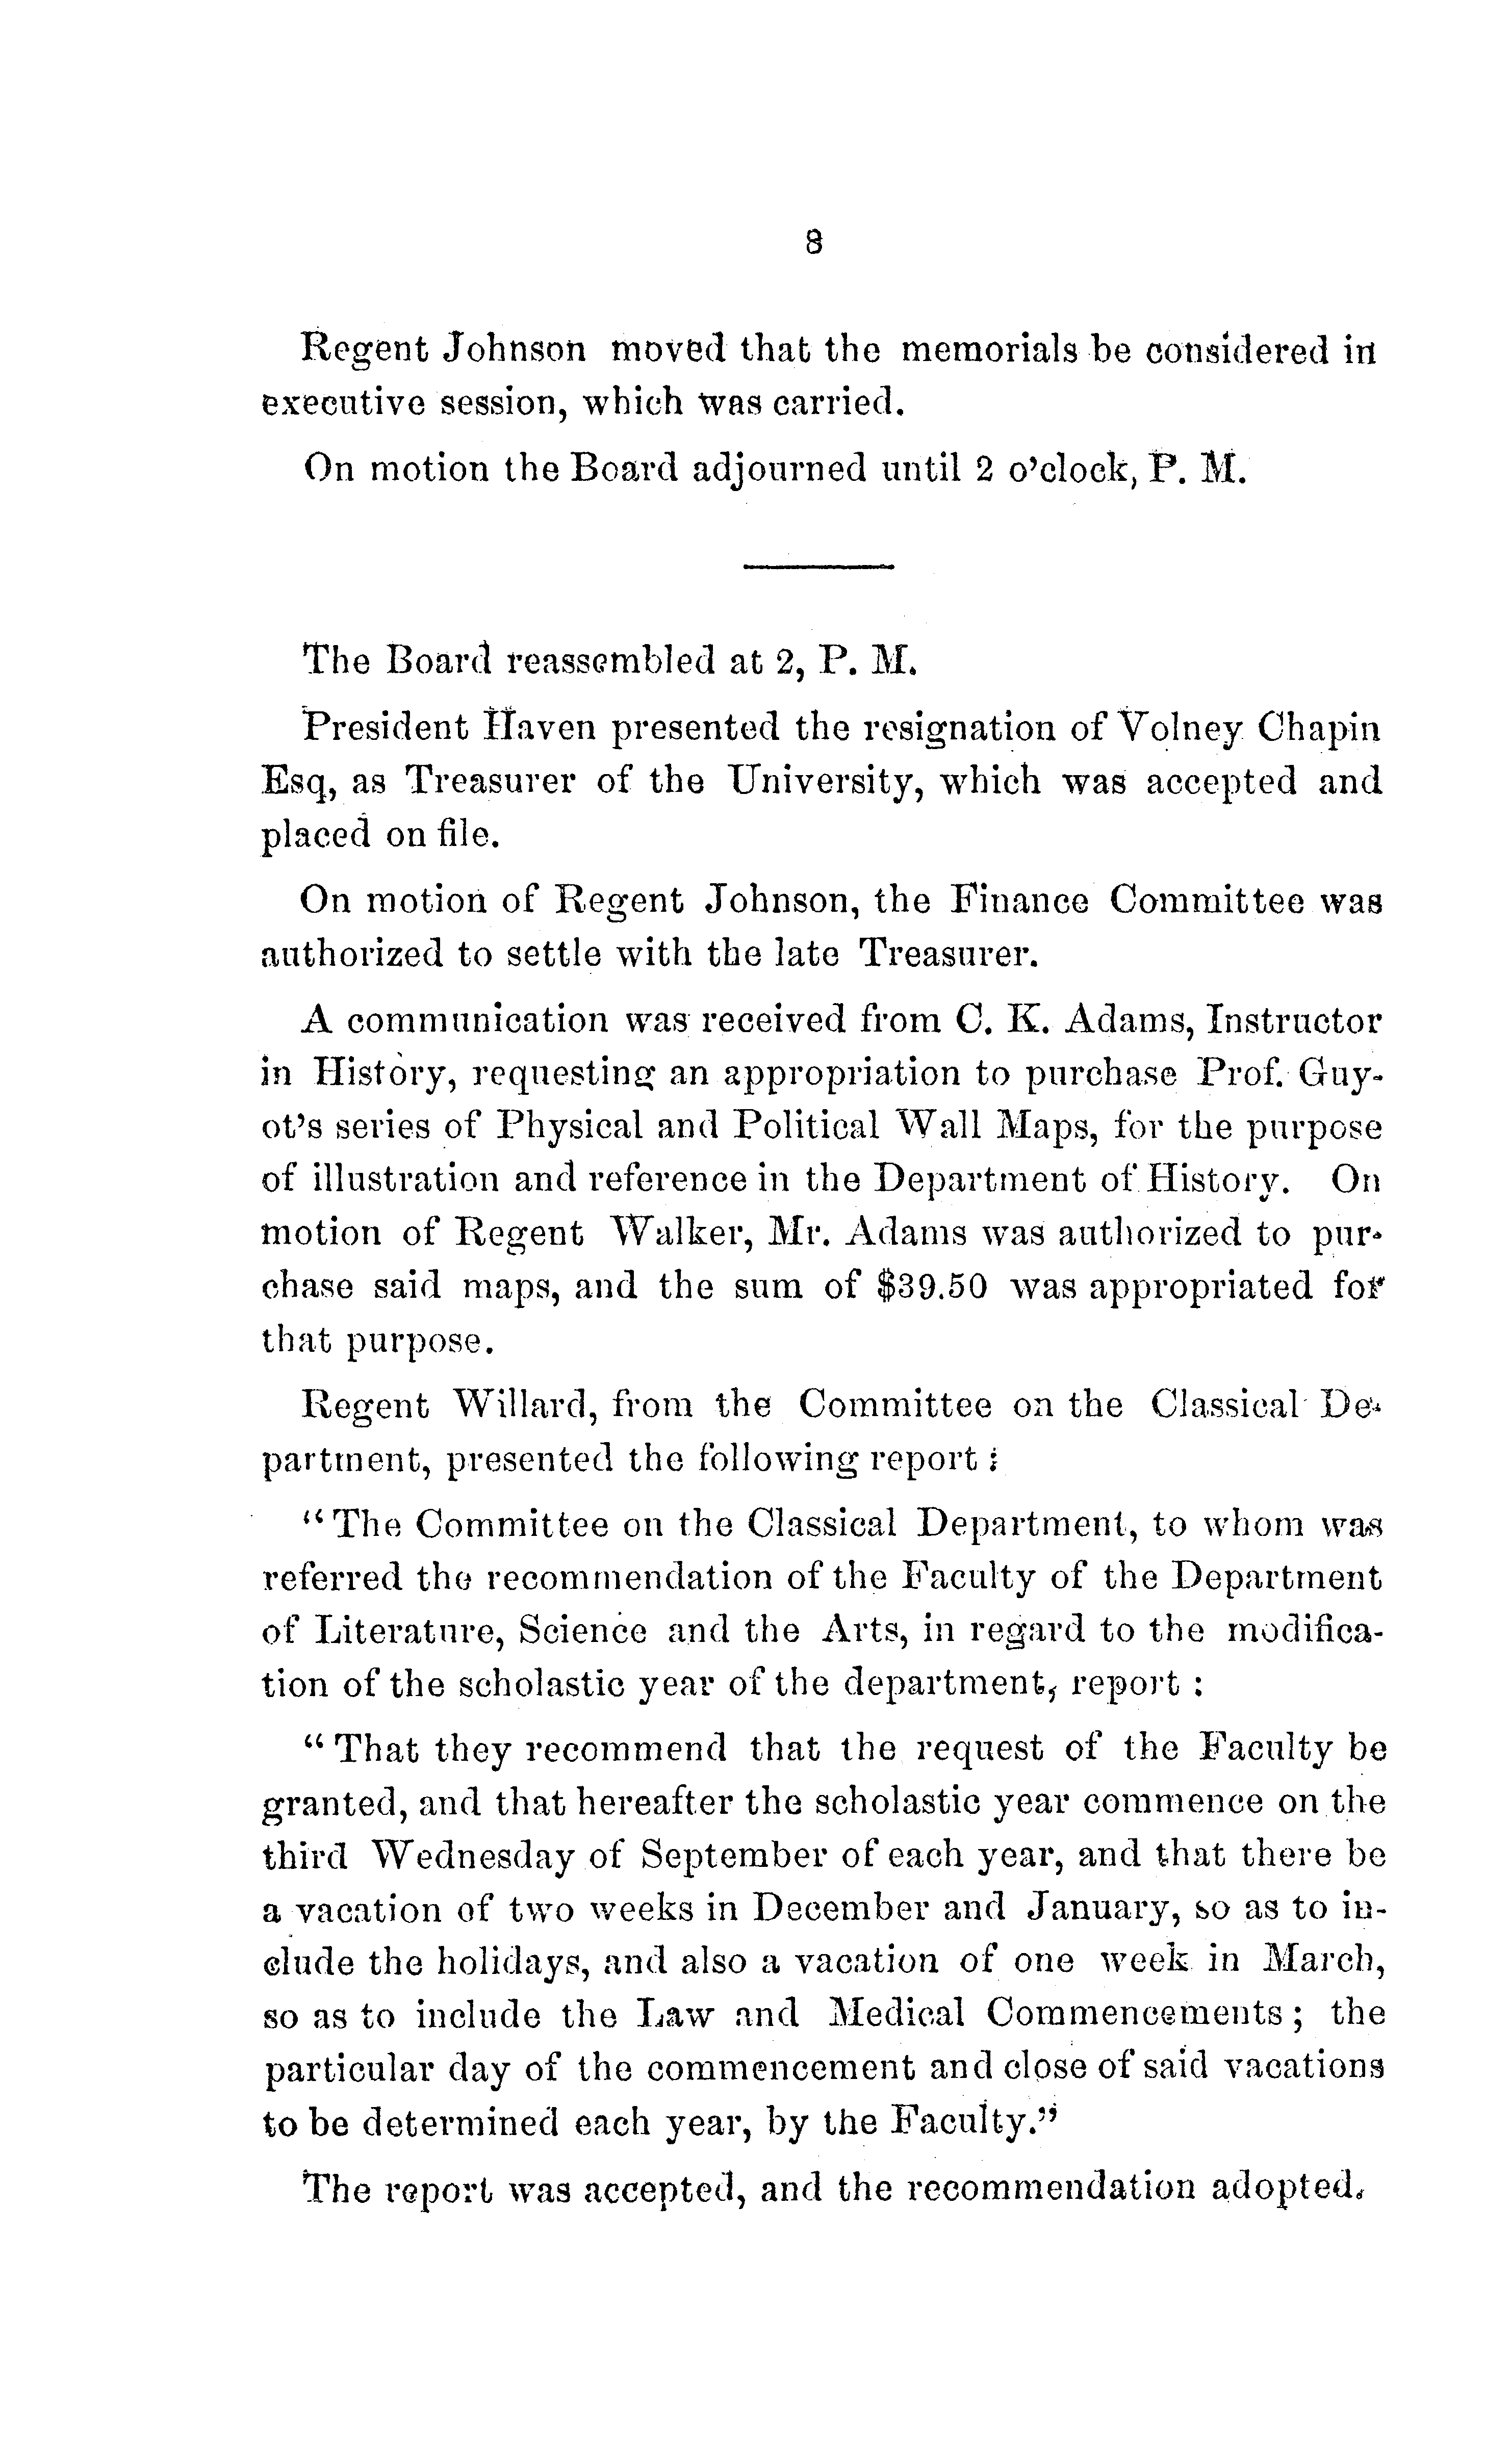 8
Regent Johnson moved that the memorials be considered in
executive session, which was carried.
On motion the Board adjourned until 2 o'clock, P. M.
The Board reassembled at 2, P. M.
President Haven presented the resignation of Volney Chapin
Esq, as Treasurer of the University, which was accepted and
placed on file.
On motion of Regent Johnson, the Finance Committee was
authorized to settle with the late Treasurer.
A communication was received from C. K. Adams, Instructor
in History, requesting an appropriation to purchase Prof. Guy-
ot's series of Physical and Political Wall Maps, for the purpose
of illustration and reference in the Department of History. On
motion of Regent Walker, Mr. Adams was authorized to pur-
chase said maps, and the sum of $39.50 was appropriated for
that purpose.
Regent Willard, from the Committee on the Classical De-
partment, presented the following report :
"The Committee on the Classical Department, to whom was
referred the recommendation of the Faculty of the Department
of Literature, Science and the Arts, in regard to the modifica-
tion of the scholastic year of the department, report :
"That they recommend that the request of the Faculty be
granted, and that hereafter the scholastic year commence on the
third Wednesday of September of each year, and that there be
a vacation of two weeks in December and January, so as to in-
clude the holidays, and also a vacation of one week in March,
so as to include the Law and Medical Commencements ; the
particular day of the commencement and close of said vacations
to be determined each year, by the Faculty."
The report was accepted, and the recommendation adopted.